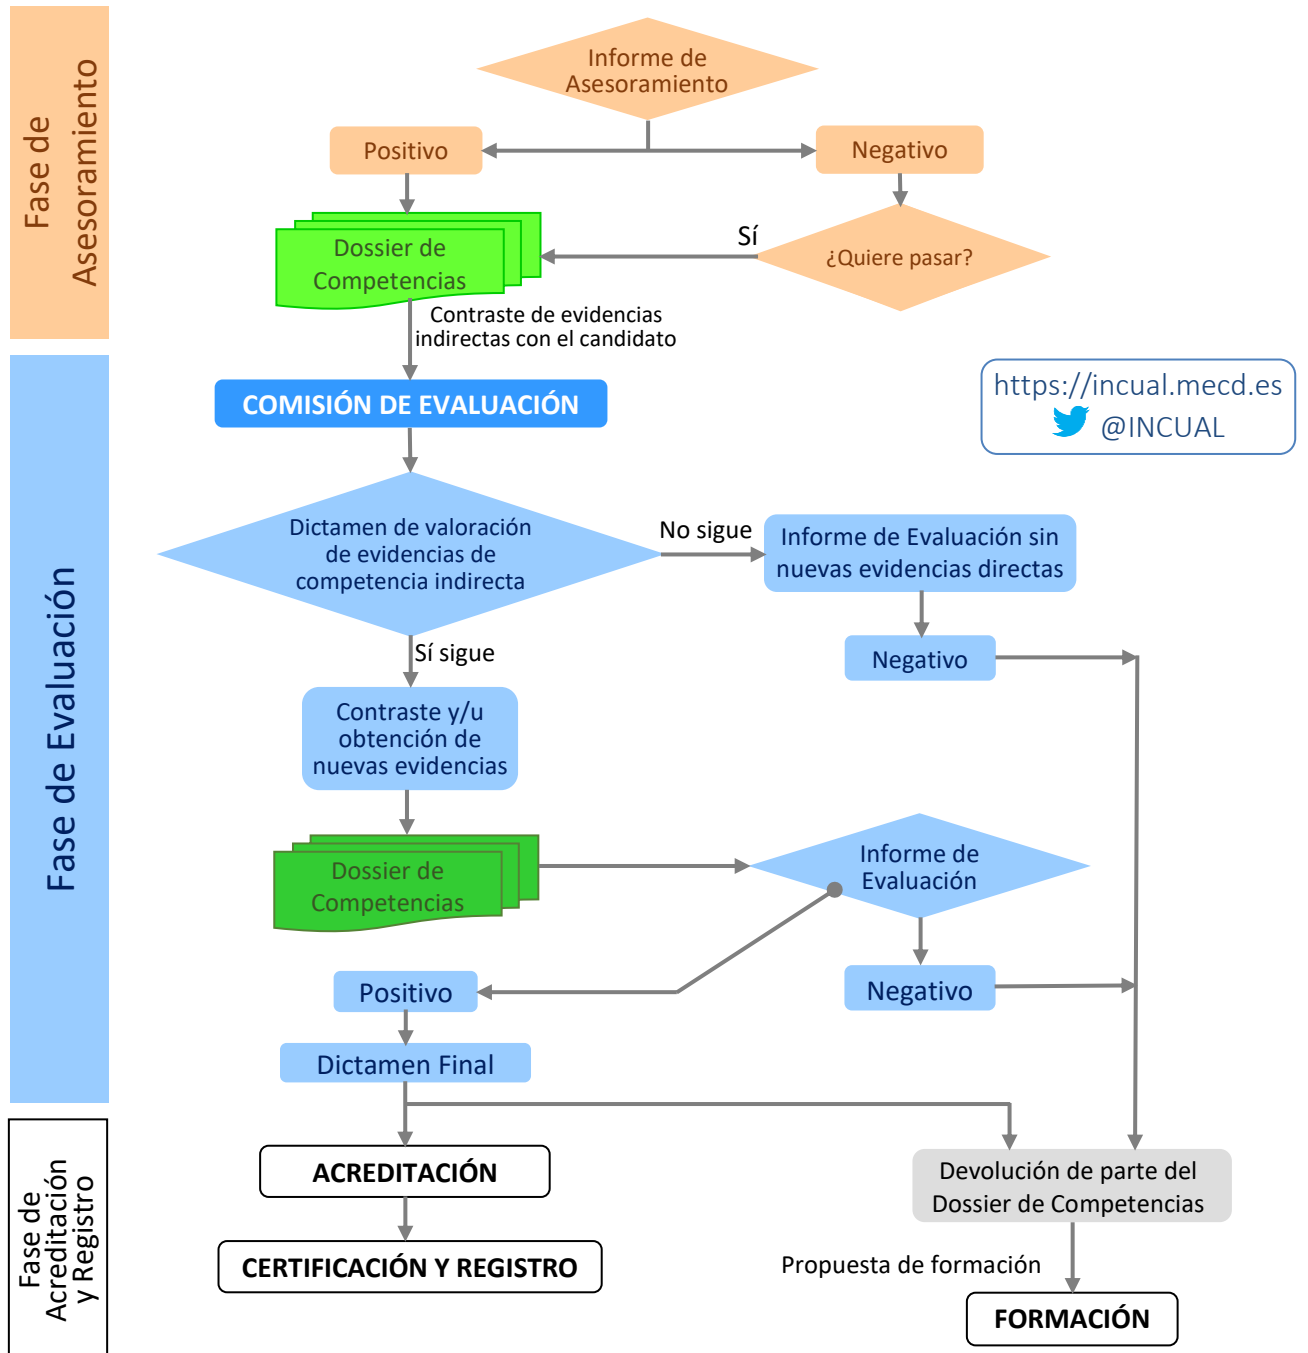 Fase de
Asesoramiento
Informe de
Asesoramiento
Positivo
Negativo
Dossier de
Competencias
Sí
¿Quiere pasar?
Contraste de evidencias
indirectas con el candidato
Fase de Evaluación
COMISIÓN DE EVALUACIÓN
https://incual.mecd.es
@INCUAL
Dictamen de valoración
de evidencias de
competencia indirecta
No sigue
Informe de Evaluación sin
nuevas evidencias directas
Sí sigue
Negativo
Contraste y/u
obtención de
nuevas evidencias
Dossier de
Competencias
Informe de
Evaluación
Positivo
Negativo
Dictamen Final
Fase de
Acreditación
y Registro
ACREDITACIÓN
Devolución de parte del
Dossier de Competencias
CERTIFICACIÓN Y REGISTRO
Propuesta de formación
FORMACIÓN